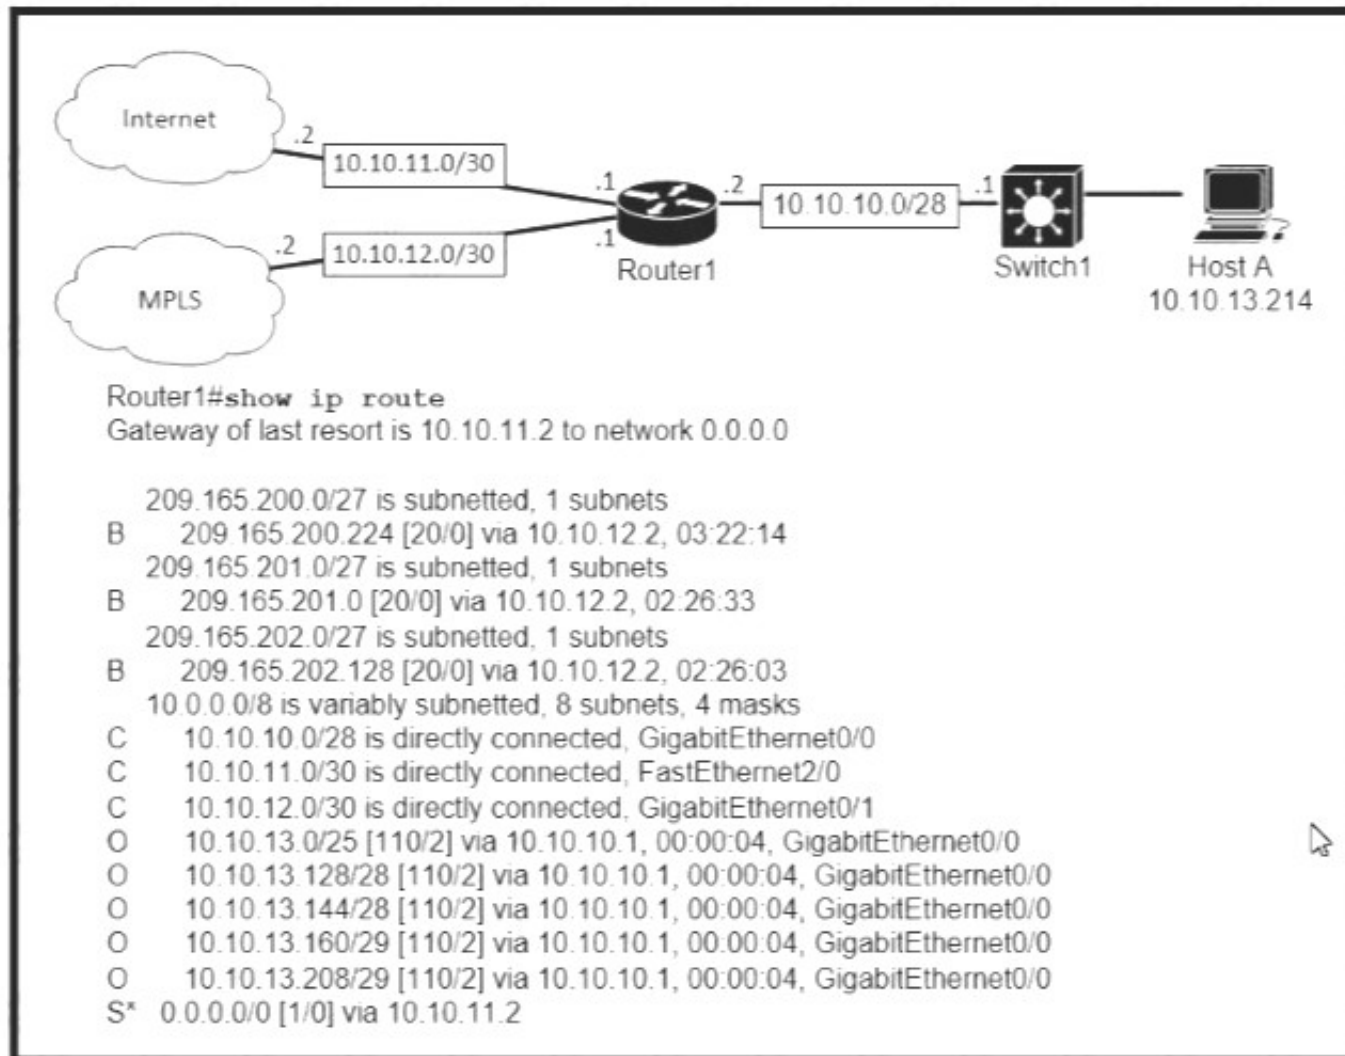 Internet
.2
10.10.11.0/30
.1
.2
10.10.10.0/28
.1
.2
10.10.12.0/30
.1
Router1
Switch1
Host A
MPLS
10.10.13.214
Router1#show ip route
Gateway of last resort is 10.10.11.2 to network 0.0.0.0
209.165.200.0/27 is subnetted, 1 subnets
B 209.165.200.224 [20/0] via 10.10.12.2, 03:22:14
209.165.201.0/27 is subnetted, 1 subnets
B 209.165.201.0 [20/0] via 10.10.12.2, 02:26:33
209.165.202.0/27 is subnetted, 1 subnets
B 209.165.202.128 [20/0] via 10.10.12.2, 02:26:03
10.0.0.0/8 is variably subnetted, 8 subnets, 4 masks
C 10.10.10.0/28 is directly connected, GigabitEthernet0/0
C 10.10.11.0/30 is directly connected, FastEthernet2/0
C 10.10.12.0/30 is directly connected, GigabitEthernet0/1
O 10.10.13.0/25 [110/2] via 10.10.10.1, 00:00:04, GigabitEthernet0/0
O 10.10.13.128/28 [110/2] via 10.10.10.1, 00:00:04, GigabitEthernet0/0
O 10.10.13.144/28 [110/2] via 10.10.10.1, 00:00:04, GigabitEthernet0/0
O 10.10.13.160/29 [110/2] via 10.10.10.1, 00:00:04, GigabitEthernet0/0
O 10.10.13.208/29 [110/2] via 10.10.10.1, 00:00:04, GigabitEthernet0/0
S* 0.0.0.0/0 [1/0] via 10.10.11.2